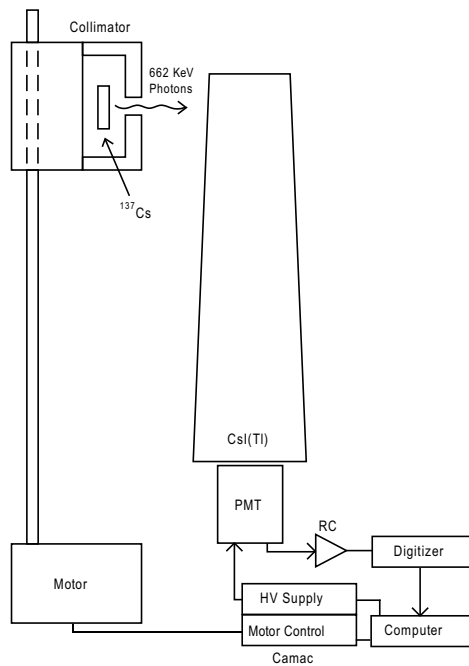 Collimator
662 KeV
Photons
¹³⁷Cs
CsI(Tl)
PMT
RC
Digitizer
Motor
HV Supply
Motor Control
Computer
Camac